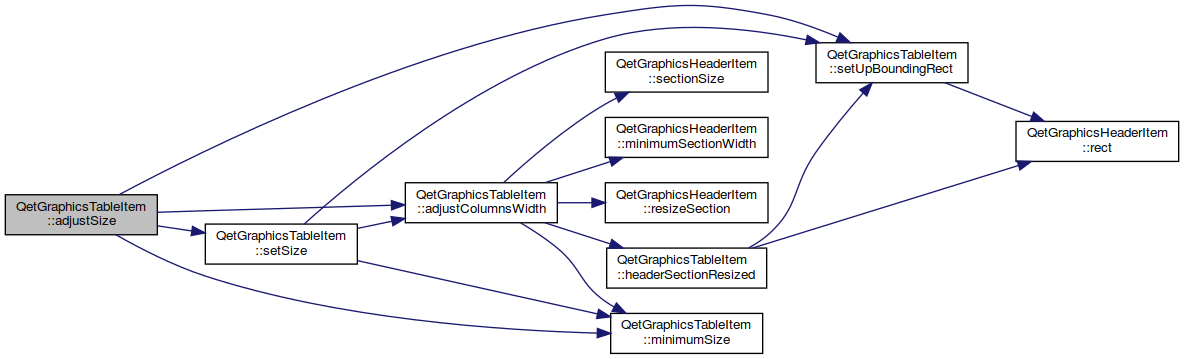 QetGraphicsTableItem
::adjustSize
QetGraphicsTableItem
::setSize
QetGraphicsTableItem
::adjustColumnsWidth
QetGraphicsHeaderItem
::sectionSize
QetGraphicsHeaderItem
::minimumSectionWidth
QetGraphicsHeaderItem
::resizeSection
QetGraphicsTableItem
::headerSectionResized
QetGraphicsTableItem
::minimumSize
QetGraphicsTableItem
::setUpBoundingRect
QetGraphicsHeaderItem
::rect